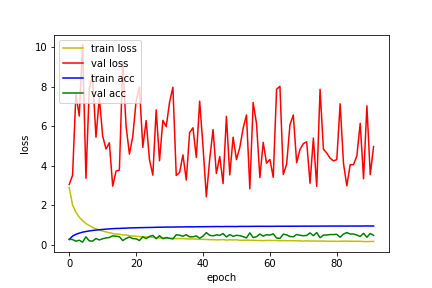 train loss
val loss
train acc
val acc
10
8
6
4
2
0
loss
0 20 40 60 80
epoch